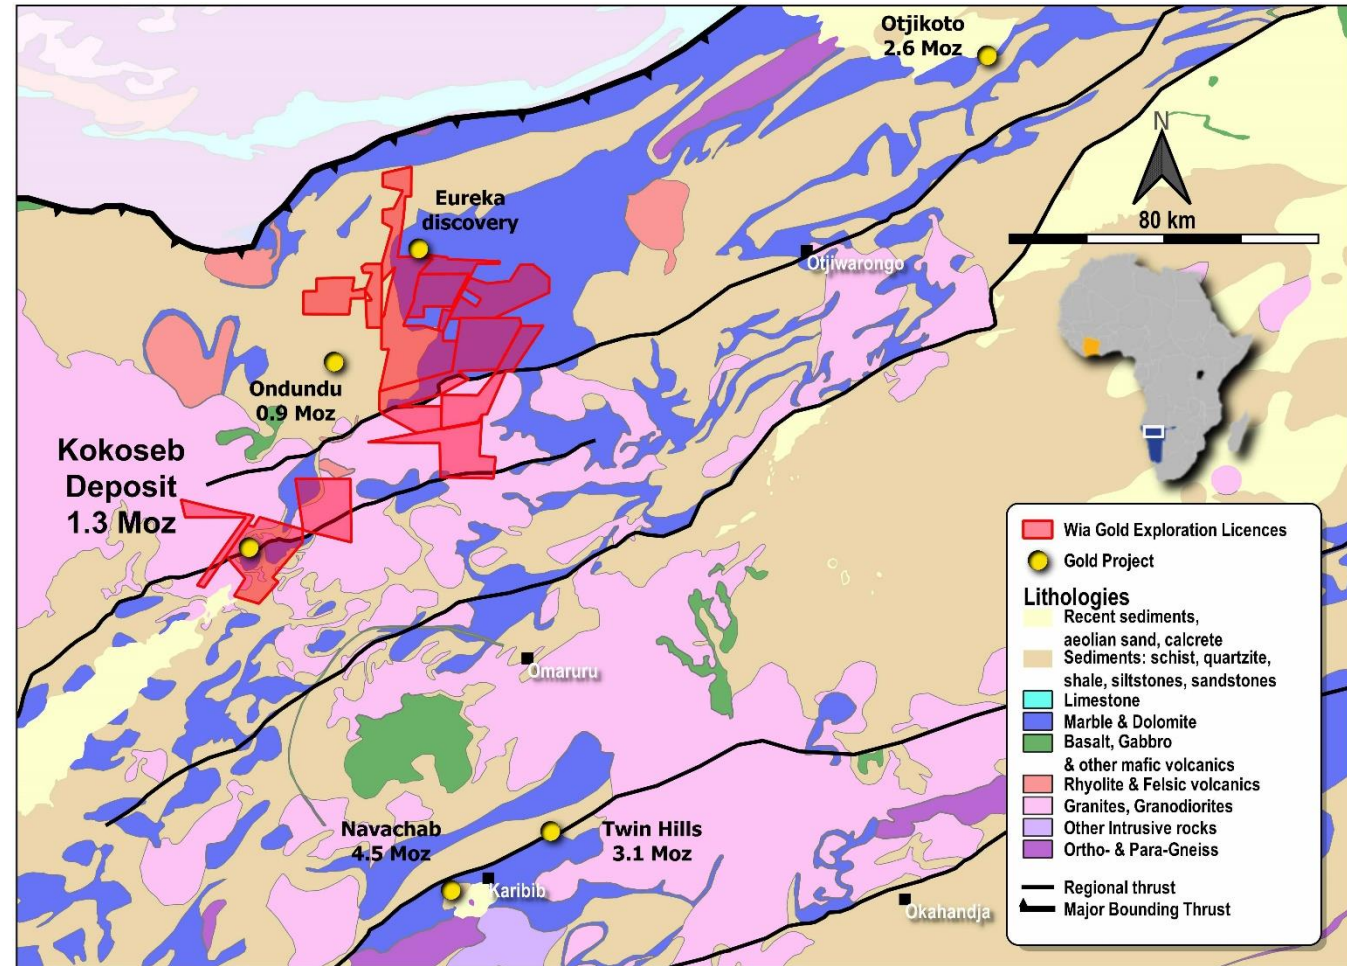 Otjikoto
2.6 Moz
N
80 km
Eureka
discovery
Otjiwarongo
Ondundu
0.9 Moz
Kokoseb
Deposit
1.3 Moz
Omaruru
Navachab
4.5 Moz
Twin Hills
3.1 Moz
Karibib
Okahandja
Wia Gold Exploration Licences
Gold Project
Lithologies
Recent sediments,
aeolian sand, calcrete
Sediments: schist, quartzite,
shale, siltstones, sandstones
Limestone
Marble & Dolomite
Basalt, Gabbro
& other mafic volcanics
Rhyolite & Felsic volcanics
Granites, Granodiorites
Other Intrusive rocks
Ortho- & Para-Gneiss
Regional thrust
Major Bounding Thrust